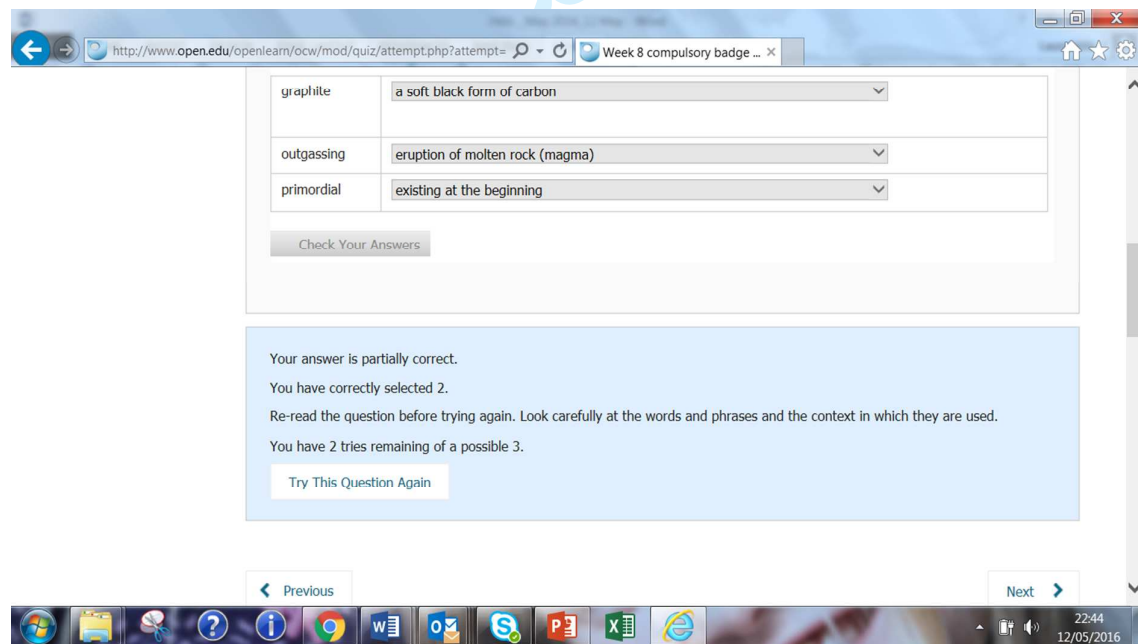 http://www.open.edu/openlearn/ocw/mod/quiz/attempt.php?attempt=
Week 8 compulsory badge ...
graphite a soft black form of carbon
outgassing eruption of molten rock (magma)
primordial existing at the beginning
Check Your Answers
Your answer is partially correct.
You have correctly selected 2.
Re-read the question before trying again. Look carefully at the words and phrases and the context in which they are used.
You have 2 tries remaining of a possible 3.
Try This Question Again
Previous Next
22:44
12/05/2016